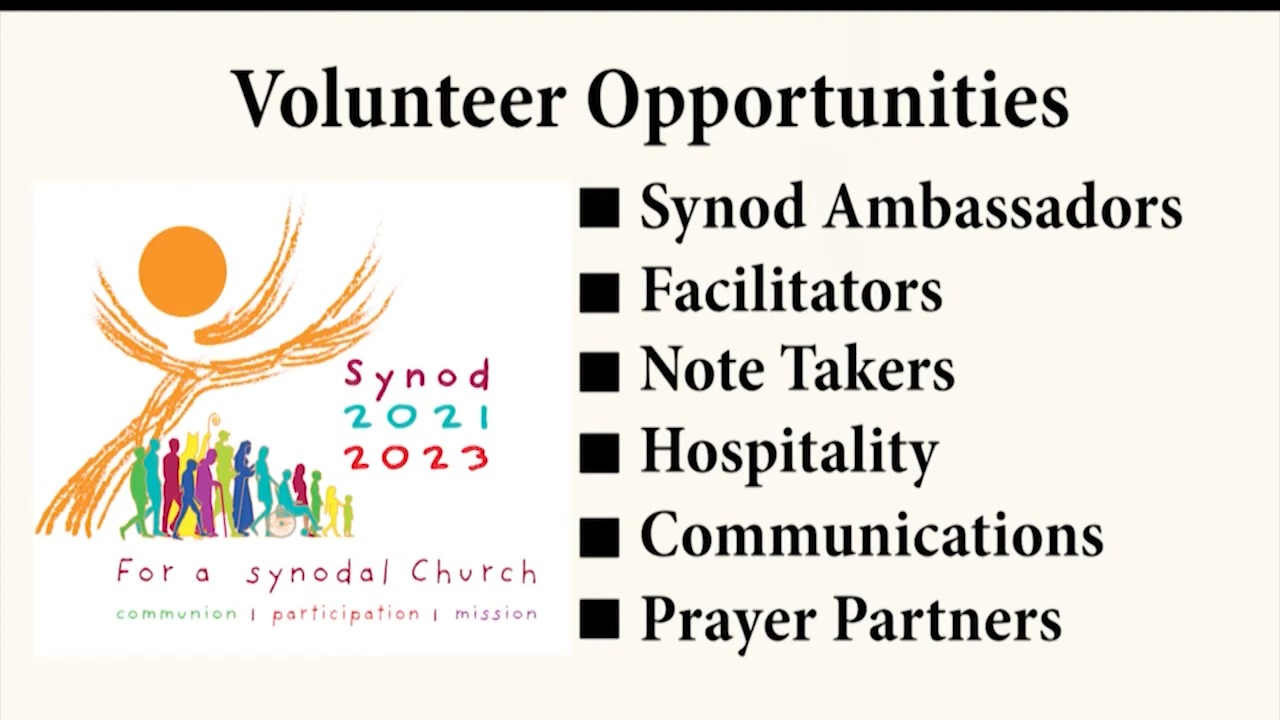 Volunteer Opportunities
Synod
2021
2023
For a synodal Church
communion | participation | mission
Synod Ambassadors
Facilitators
Note Takers
Hospitality
Communications
Prayer Partners